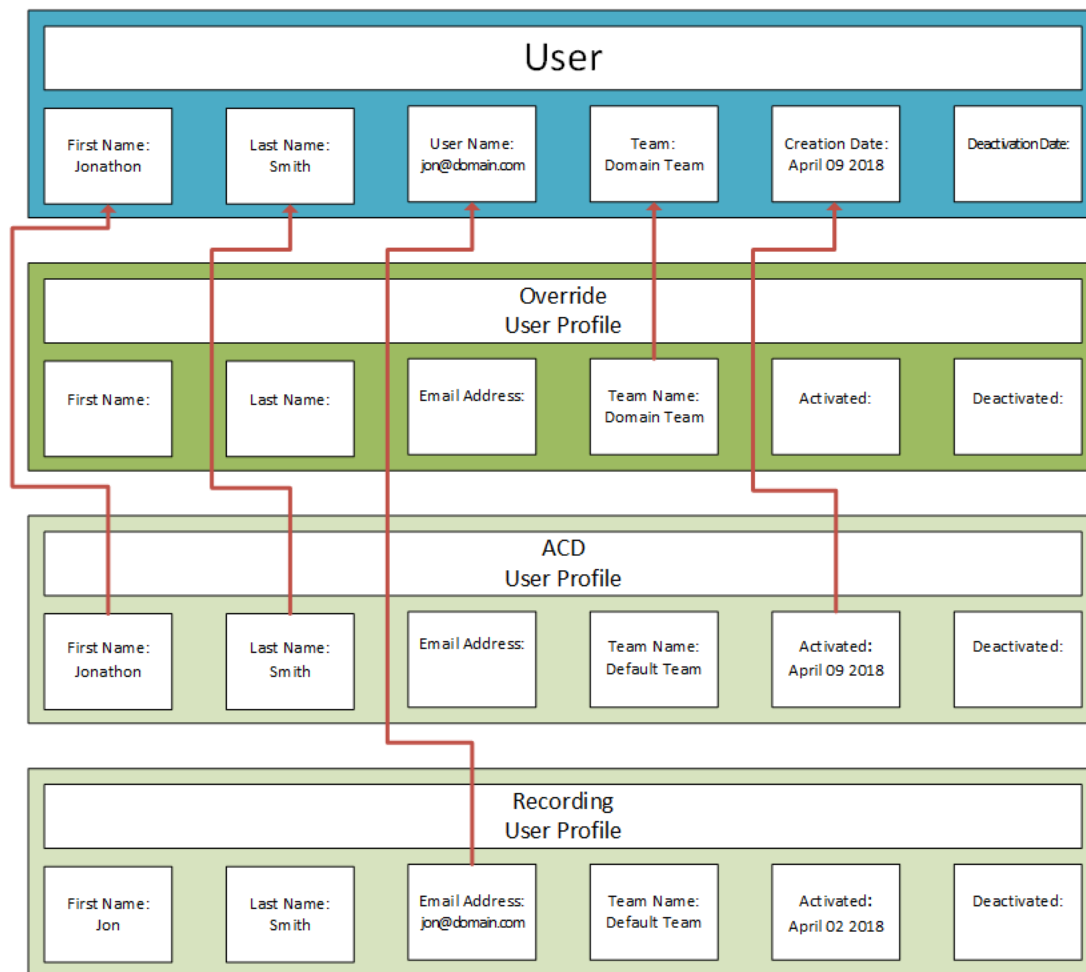 User
First Name:
Jonathon
Last Name:
Smith
User Name:
jon@domain.com
Team:
Domain Team
Creation Date:
April 09 2018
Deactivation Date:
Override
User Profile
First Name:
Last Name:
Email Address:
Team Name:
Domain Team
Activated:
Deactivated:
ACD
User Profile
First Name:
Jonathon
Last Name:
Smith
Email Address:
Team Name:
Default Team
Activated:
April 09 2018
Deactivated:
Recording
User Profile
First Name:
Jon
Last Name:
Smith
Email Address:
jon@domain.com
Team Name:
Default Team
Activated:
April 02 2018
Deactivated: